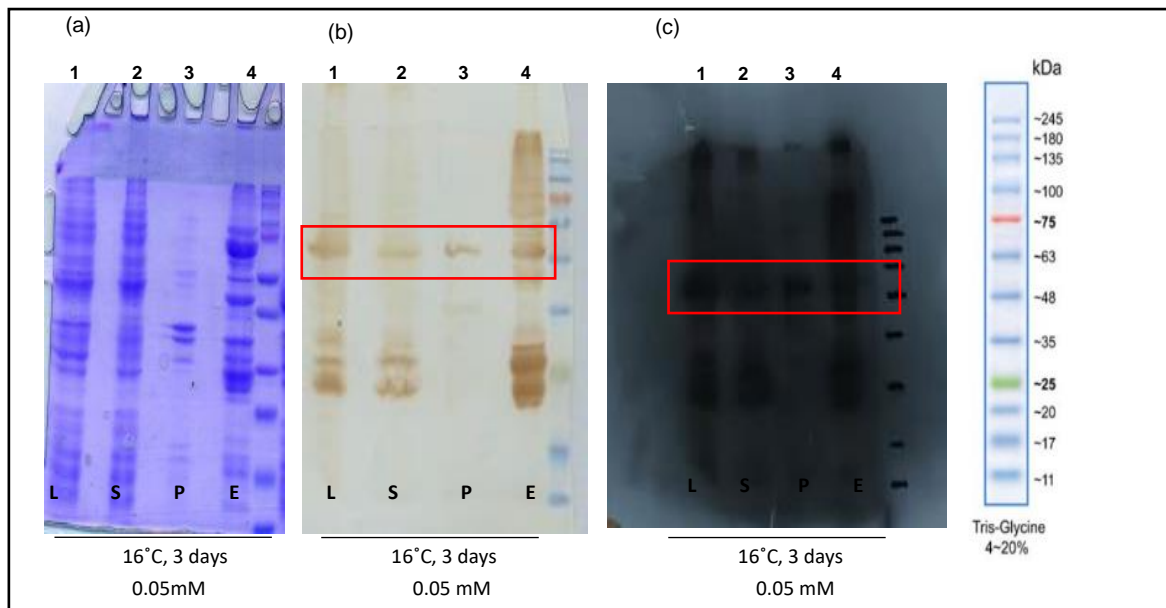 (a)
1 2 3 4
L S P E
16˚C, 3 days
0.05mM
(b)
1 2 3 4
L S P E
16˚C, 3 days
0.05 mM
(c)
1 2 3 4
L S P E
16˚C, 3 days
0.05 mM
kDa
~245
~180
~135
~100
~75
~63
~48
~35
~25
~20
~17
~11
Tris-Glycine
4~20%